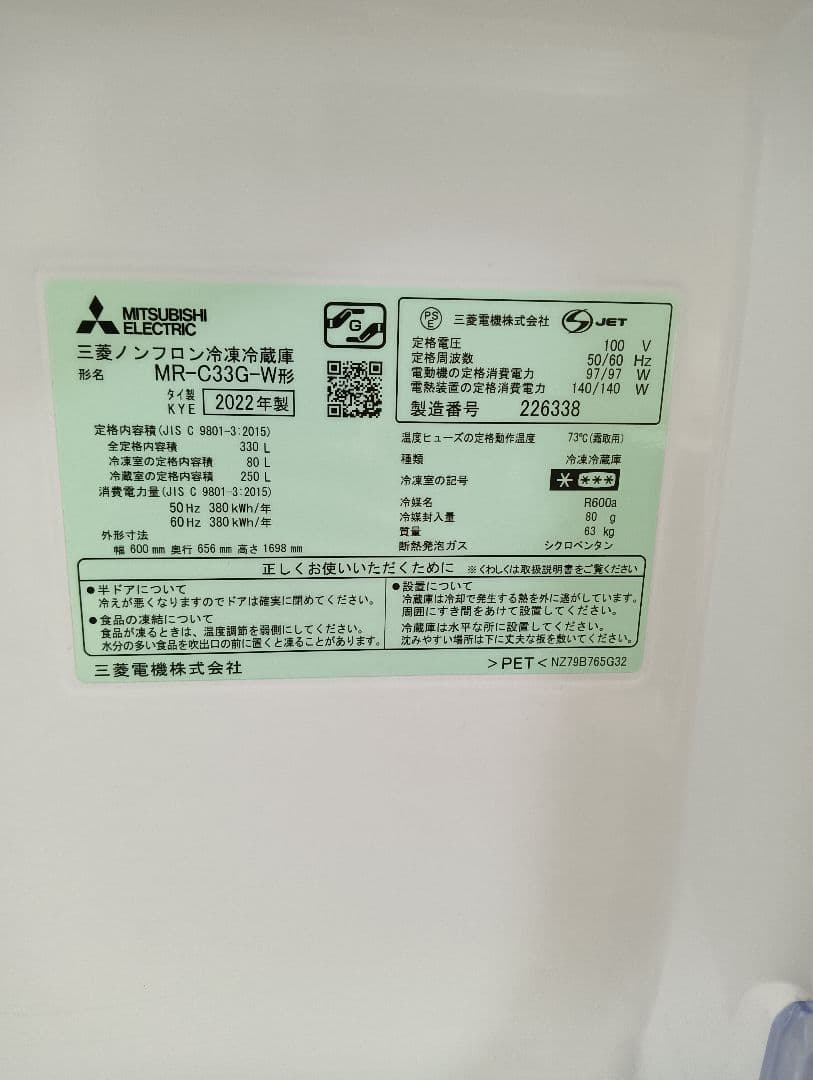 MITSUBISHI
ELECTRIC
三菱ノンフロン冷凍冷蔵庫
形名 MR-C33G-W形
タイ製
KYE 2022年製
G
PS
E 三菱電機株式会社 S JET
定格電圧 100 V
定格周波数 50/60 Hz
電動機の定格消費電力 97/97 W
電熱装置の定格消費電力 140/140 W
製造番号 226338
定格内容積(JIS C 9801-3:2015)
全定格内容積 330 L
冷凍室の定格内容積 80 L
冷蔵室の定格内容積 250 L
消費電力量(JIS C 9801-3:2015)
50Hz 380kWh/年
60Hz 380kWh/年
外形寸法
幅 600mm 奥行 656mm 高さ 1698mm
温度ヒューズの定格動作温度 73℃(霜取用)
種類 冷凍冷蔵庫
冷凍室の記号 ****
冷媒名 R600a
冷媒封入量 80 g
質量 63 kg
断熱発泡ガス シクロペンタン
正しくお使いいただくために ※くわしくは取扱説明書をご覧ください
●半ドアについて
冷えが悪くなりますのでドアは確実に閉めてください。
●食品の凍結について
食品が凍るときは、温度調節を弱側にしてください。
水分の多い食品を吹出口の前に置くと凍ることがあります。
●設置について
冷蔵庫は冷却で発生する熱を外に逃がしています。
周囲にすき間をあけて設置してください。
冷蔵庫は水平な所に設置してください。
沈みやすい場所は下に丈夫な板を敷いてください。
三菱電機株式会社
>PET< NZ79B765G32